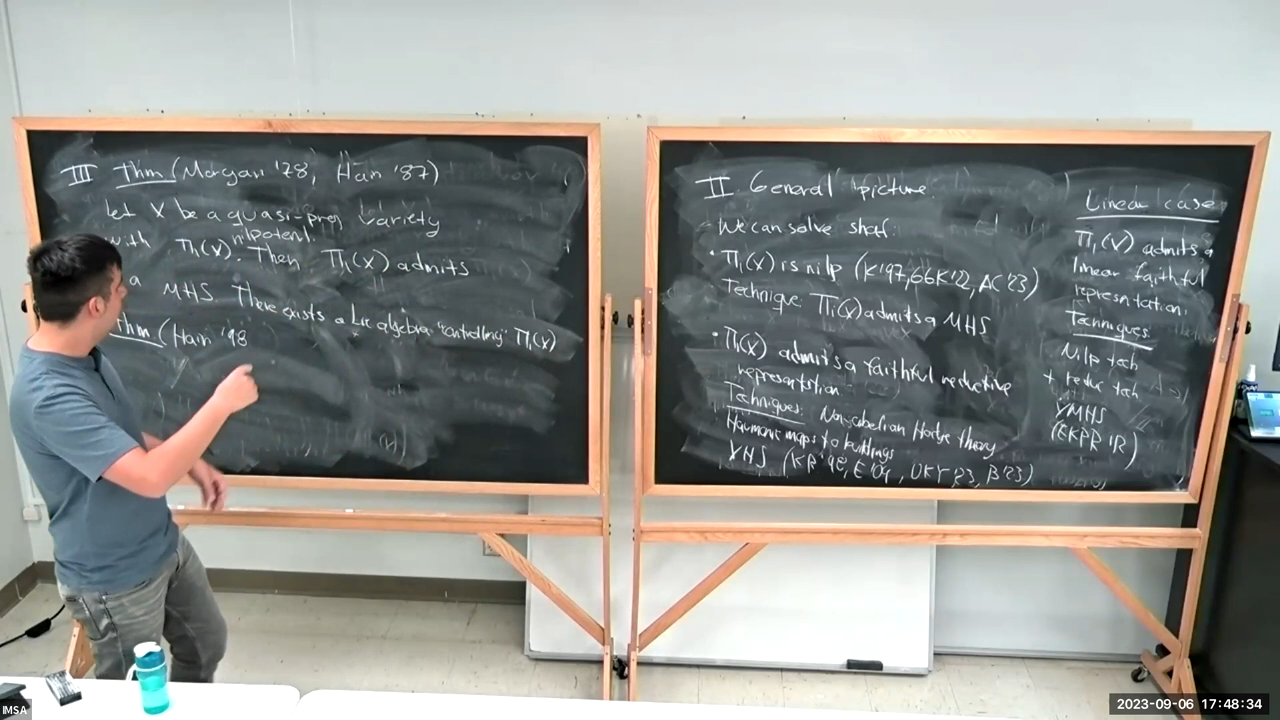 III Thm (Morgan '78, Hain '87)
let X be a quasi-proj variety
with nilpotent π₁(X). Then π₁(X) admits
a MHS. There exists a Lie algebra "controlling" π₁(X)
Thm (Hain '98
II General picture.
We can solve shaf:
• π₁(X) is nilp (K'97, GGK'22, AC'23)
Technique: π₁(X) admits a MHS
• π₁(X) admits a faithful reductive
representation
Techniques: Nonabelian Hodge theory
Harmonic maps to buildings
VHS (KR'98, E'04, DKY'23, B'23)
Linear case
π₁(X) admits a
linear faithful
representation.
Techniques:
Nilp tech
+ reduc tech
VMHS
(EKPR'12)
2023-09-06 17:48:34
IMSA